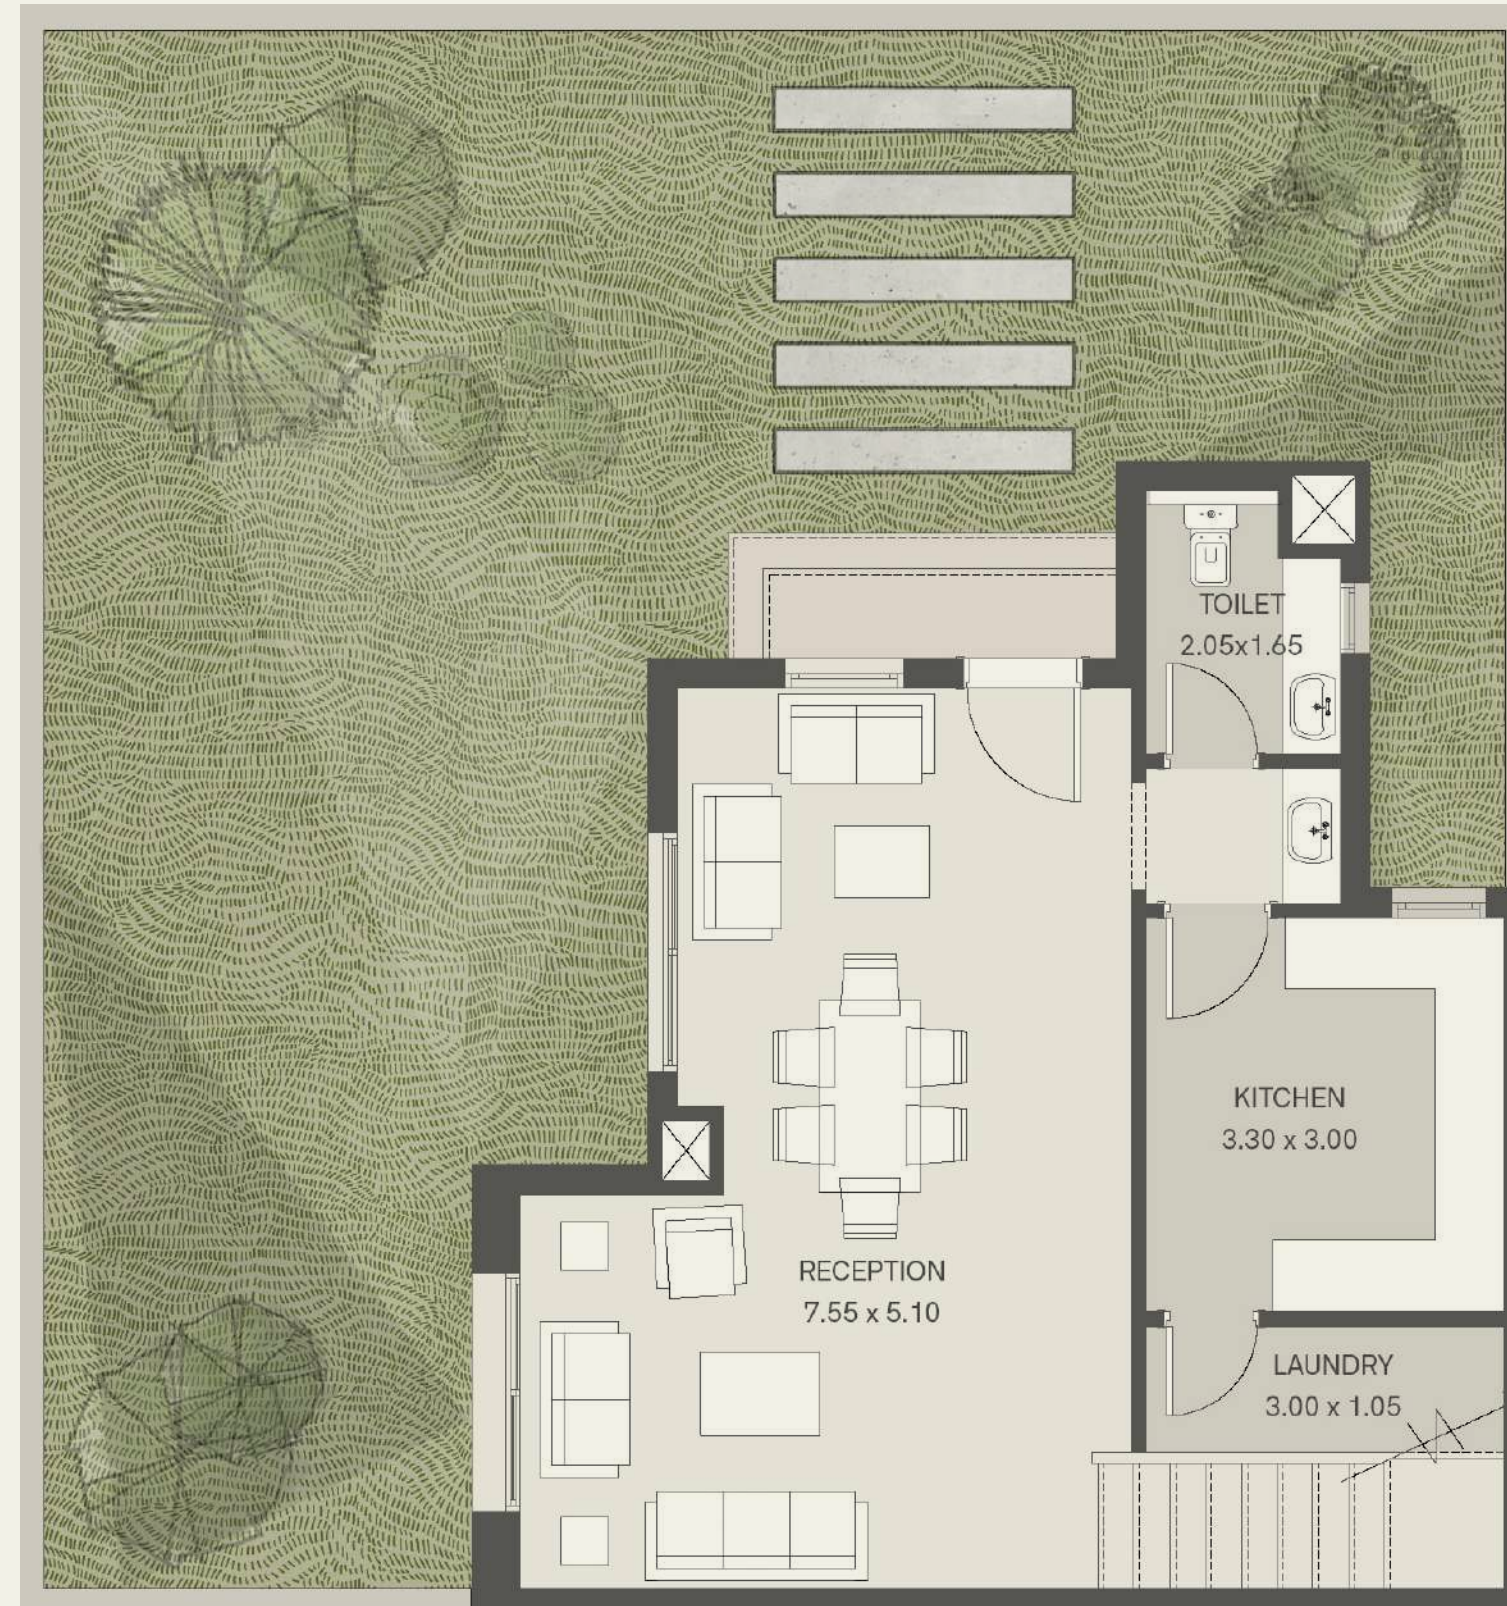 TOILET
2.05x1.65
KITCHEN
3.30 x 3.00
RECEPTION
7.55 x 5.10
LAUNDRY
3.00 x 1.05